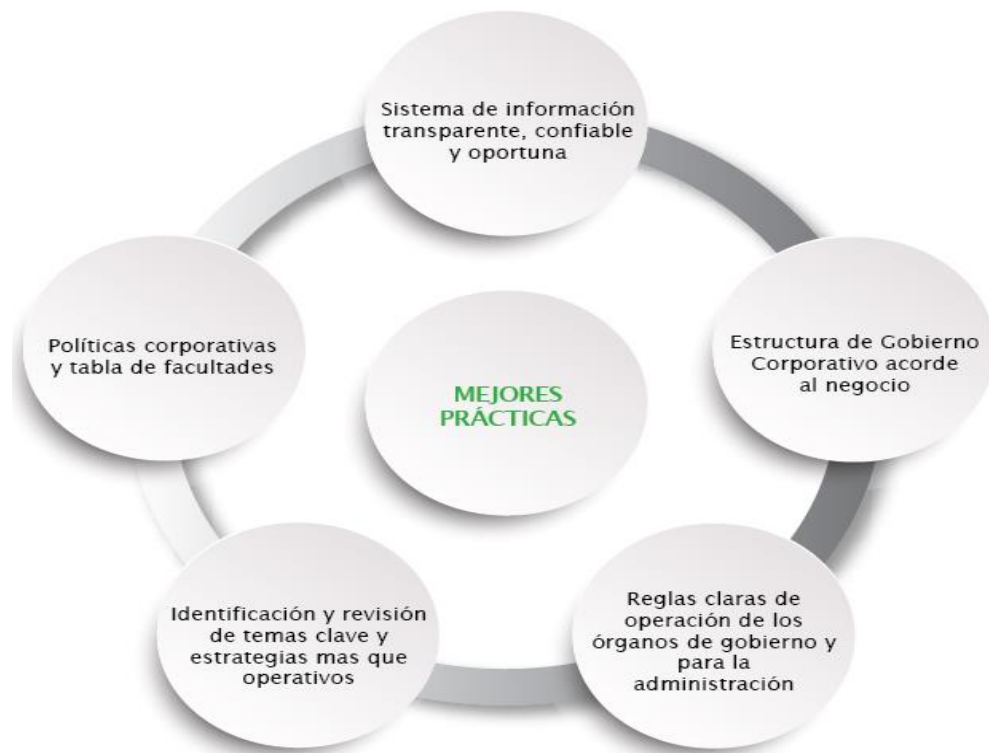 Sistema de información
transparente, confiable
y oportuna
Estructura de Gobierno
Corporativo acorde
al negocio
Reglas claras de
operación de los
órganos de gobierno y
para la
administración
Identificación y revisión
de temas clave y
estrategias mas que
operativos
Políticas corporativas
y tabla de facultades
MEJORES
PRÁCTICAS